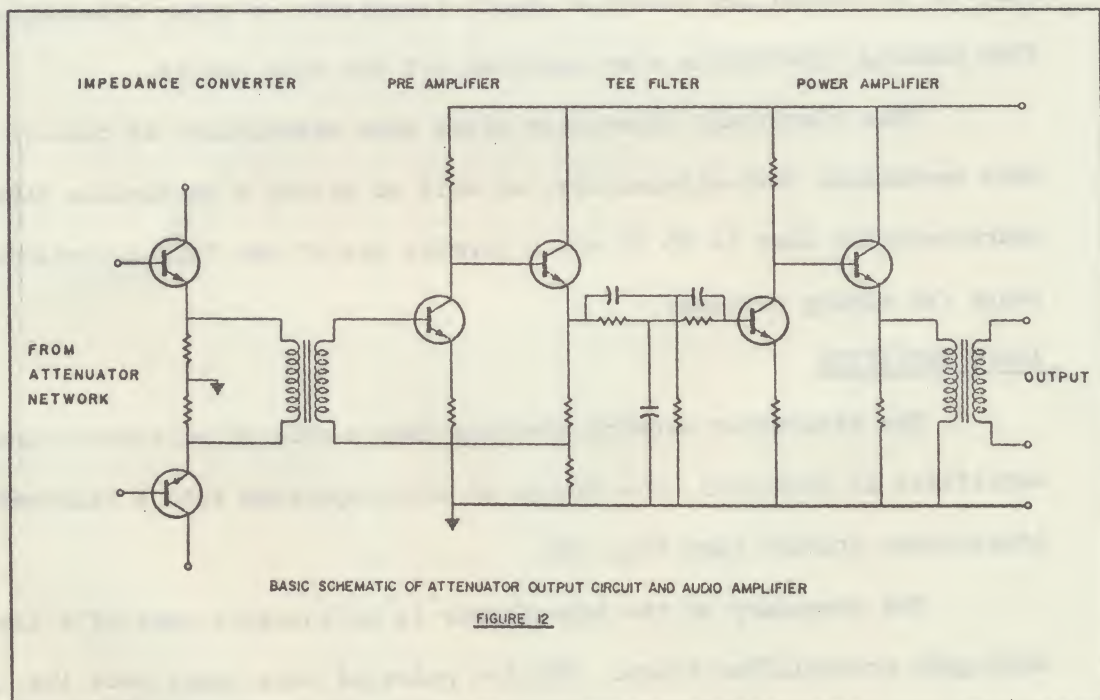 IMPEDANCE CONVERTER PRE AMPLIFIER TEE FILTER POWER AMPLIFIER
FROM
ATTENUATOR
NETWORK
OUTPUT
BASIC SCHEMATIC OF ATTENUATOR OUTPUT CIRCUIT AND AUDIO AMPLIFIER
FIGURE 12